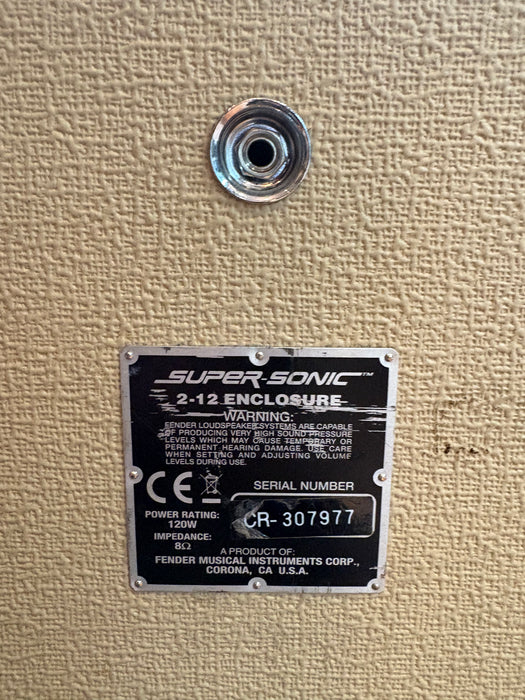 SUPER-SONIC™
2-12 ENCLOSURE
WARNING:
FENDER LOUDSPEAKER SYSTEMS ARE CAPABLE
OF PRODUCING VERY HIGH SOUND PRESSURE
LEVELS WHICH MAY CAUSE TEMPORARY OR
PERMANENT HEARING DAMAGE. USE CARE
WHEN SETTING AND ADJUSTING VOLUME
LEVELS DURING USE.
CE
SERIAL NUMBER
CR- 307977
POWER RATING:
120W
IMPEDANCE:
8Ω
A PRODUCT OF:
FENDER MUSICAL INSTRUMENTS CORP.,
CORONA, CA U.S.A.